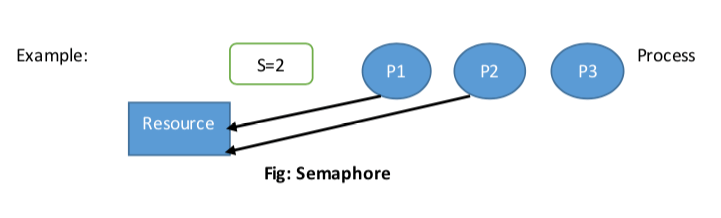 Example:
S=2
P1
P2
P3
Process
Resource
Fig: Semaphore